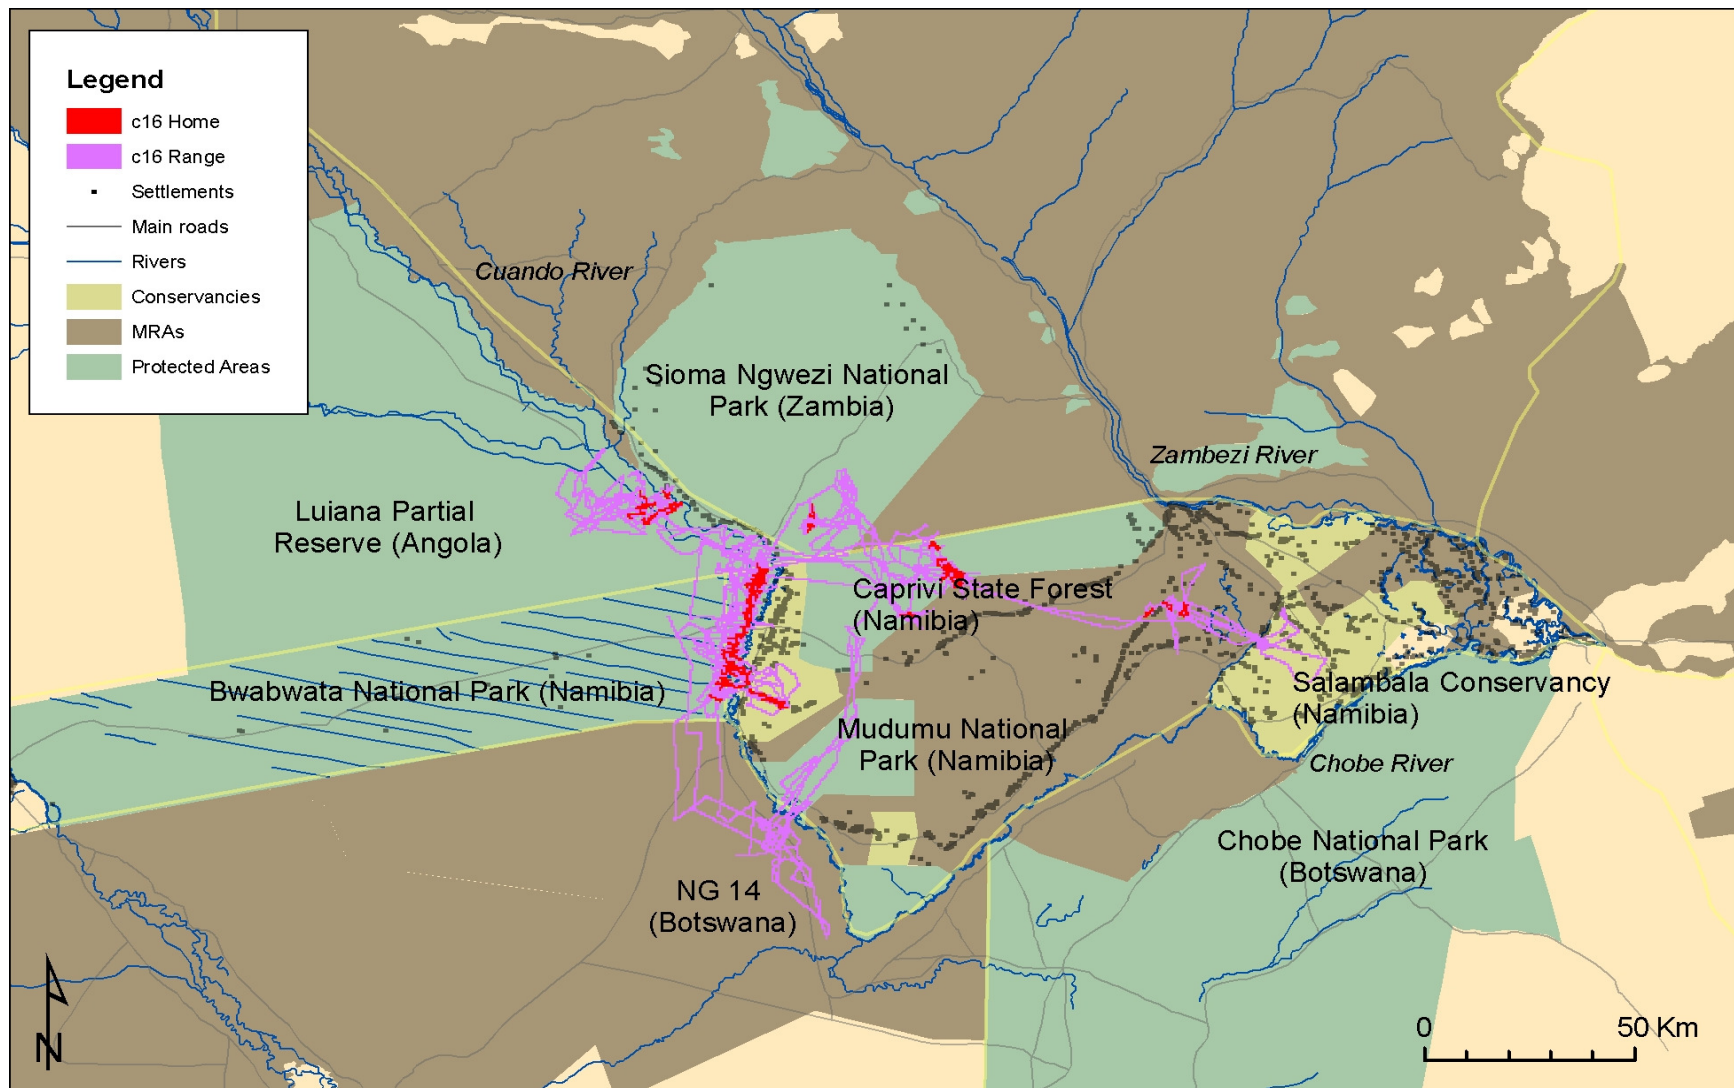 Legend
c16 Home
c16 Range
Settlements
Main roads
Rivers
Conservancies
MRAs
Protected Areas
Cuando River
Sioma Ngwezi National
Park (Zambia)
Zambezi River
Luiana Partial
Reserve (Angola)
Caprivi State Forest
(Namibia)
Bwabwata National Park (Namibia)
Salambala Conservancy
(Namibia)
Mudumu National
Park (Namibia)
Chobe River
Chobe National Park
(Botswana)
NG 14
(Botswana)
N
0 50 Km